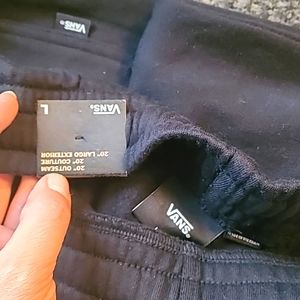 VANS
VANS
L
20" OUTSEAM
20" COUTURE
20" LARGO EXTERIOR
VANS